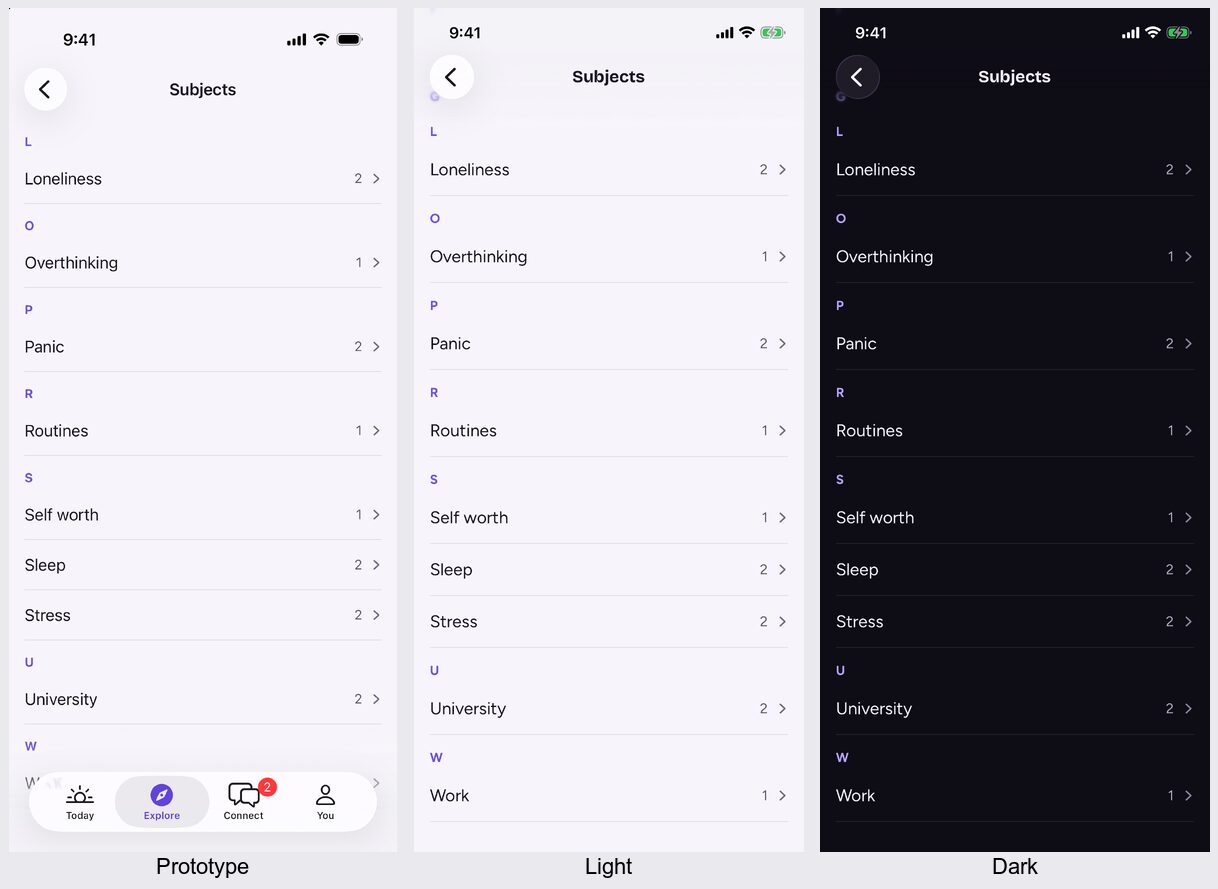 9:41
Subjects
L
Loneliness 2
O
Overthinking 1
P
Panic 2
R
Routines 1
S
Self worth 1
Sleep 2
Stress 2
U
University 2
W
2
Today Explore Connect You
Prototype
9:41
Subjects
G
L
Loneliness 2
O
Overthinking 1
P
Panic 2
R
Routines 1
S
Self worth 1
Sleep 2
Stress 2
U
University 2
W
Work 1
Light
9:41
Subjects
G
L
Loneliness 2
O
Overthinking 1
P
Panic 2
R
Routines 1
S
Self worth 1
Sleep 2
Stress 2
U
University 2
W
Work 1
Dark